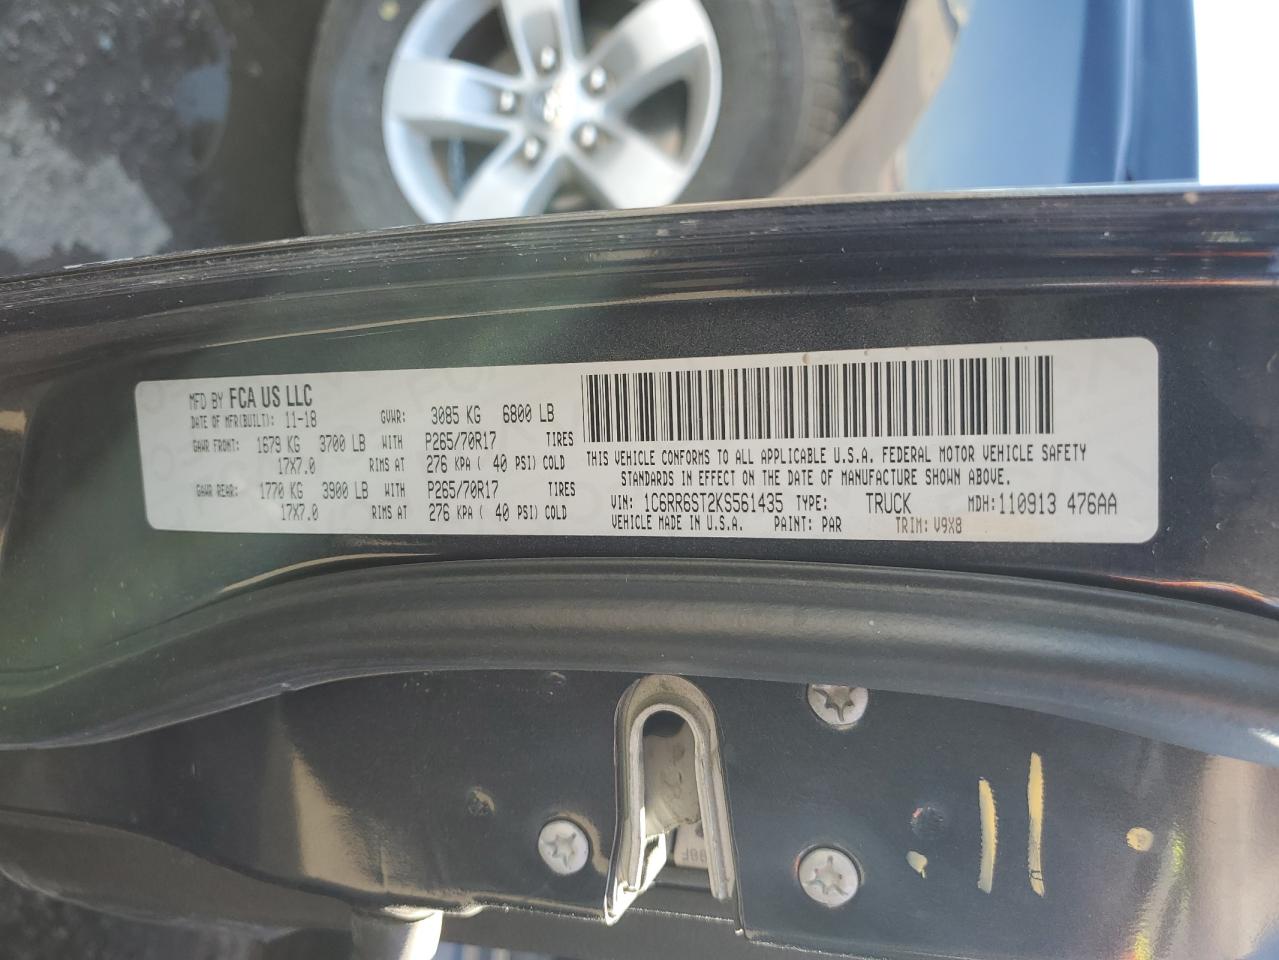 MFD BY FCA US LLC
DATE OF MFR(BUILT): 11-18 GVWR: 3085 KG 6800 LB
GAWR FRONT: 1679 KG 3700 LB WITH P265/70R17 TIRES
17X7.0 RIMS AT 276 KPA ( 40 PSI) COLD
GAWR REAR: 1770 KG 3900 LB WITH P265/70R17 TIRES
17X7.0 RIMS AT 276 KPA ( 40 PSI) COLD
THIS VEHICLE CONFORMS TO ALL APPLICABLE U.S.A. FEDERAL MOTOR VEHICLE SAFETY
STANDARDS IN EFFECT ON THE DATE OF MANUFACTURE SHOWN ABOVE.
VIN: 1C6RR6ST2KS561435 TYPE: TRUCK MDH: 110913 476AA
VEHICLE MADE IN U.S.A. PAINT: PAR TRIM: V9X8